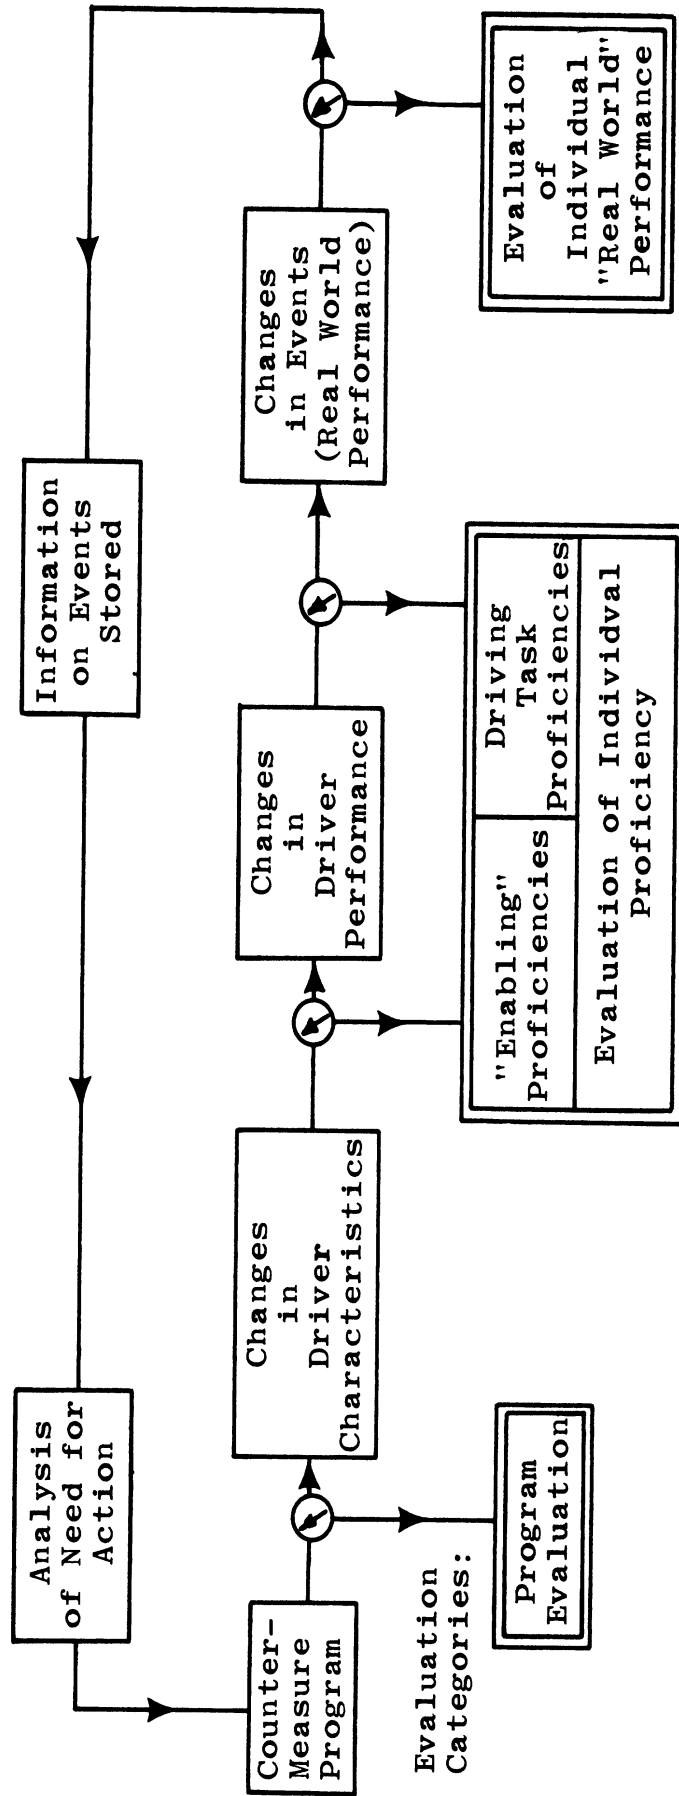 Analysis
of Need for
Action
Information
on Events
Stored
Counter-
Measure
Program
Changes
in
Driver
Characteristics
Changes
in
Driver
Performance
Changes
in Events
(Real World
Performance)
Evaluation
Categories:
Program
Evaluation
"Enabling"
Proficiencies
Driving
Task
Proficiencies
Evaluation of Individval
Proficiency
Evaluation
of
Individual
"Real World"
Performance